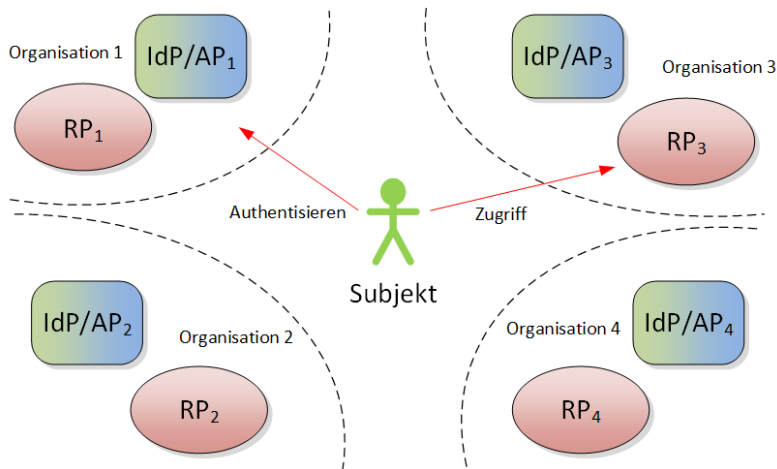 Organisation 1
IdP/AP₁
RP₁
IdP/AP₃
Organisation 3
RP₃
Authentisieren
Zugriff
Subjekt
IdP/AP₂
Organisation 2
RP₂
Organisation 4
IdP/AP₄
RP₄